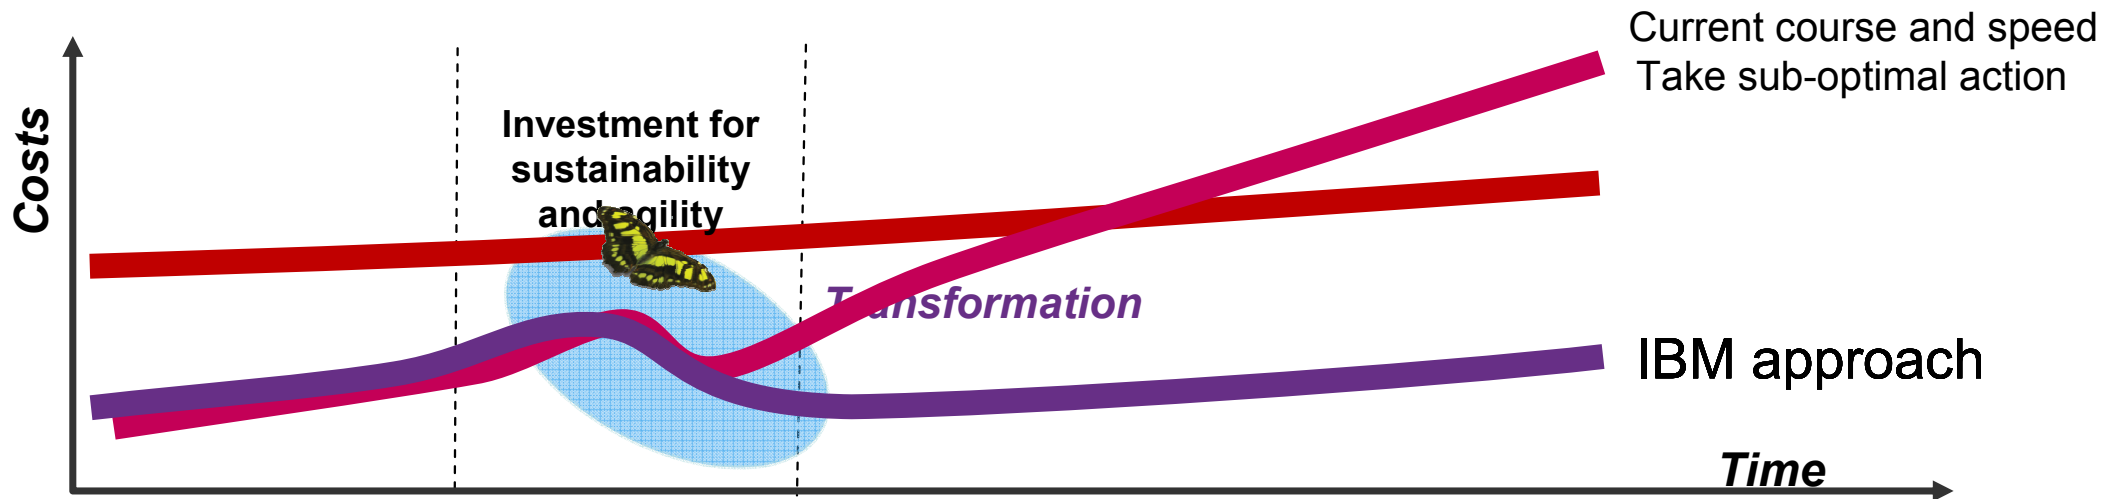 Current course and speed
Take sub-optimal action
Costs
Investment for
sustainability
and agility
Transformation
IBM approach
Time